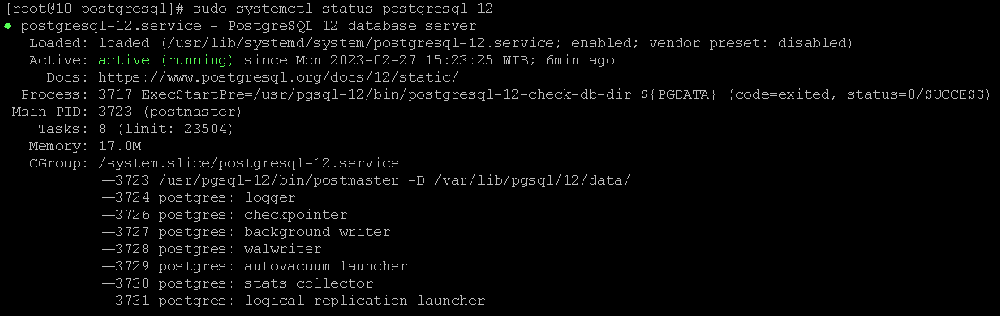 [root@10 postgresql]# sudo systemctl status postgresql-12
● postgresql-12.service - PostgreSQL 12 database server
   Loaded: loaded (/usr/lib/systemd/system/postgresql-12.service; enabled; vendor preset: disabled)
   Active: active (running) since Mon 2023-02-27 15:23:25 WIB; 6min ago
     Docs: https://www.postgresql.org/docs/12/static/
  Process: 3717 ExecStartPre=/usr/pgsql-12/bin/postgresql-12-check-db-dir ${PGDATA} (code=exited, status=0/SUCCESS)
 Main PID: 3723 (postmaster)
    Tasks: 8 (limit: 23504)
   Memory: 17.0M
   CGroup: /system.slice/postgresql-12.service
           ├─3723 /usr/pgsql-12/bin/postmaster -D /var/lib/pgsql/12/data/
           ├─3724 postgres: logger
           ├─3726 postgres: checkpointer
           ├─3727 postgres: background writer
           ├─3728 postgres: walwriter
           ├─3729 postgres: autovacuum launcher
           ├─3730 postgres: stats collector
           └─3731 postgres: logical replication launcher